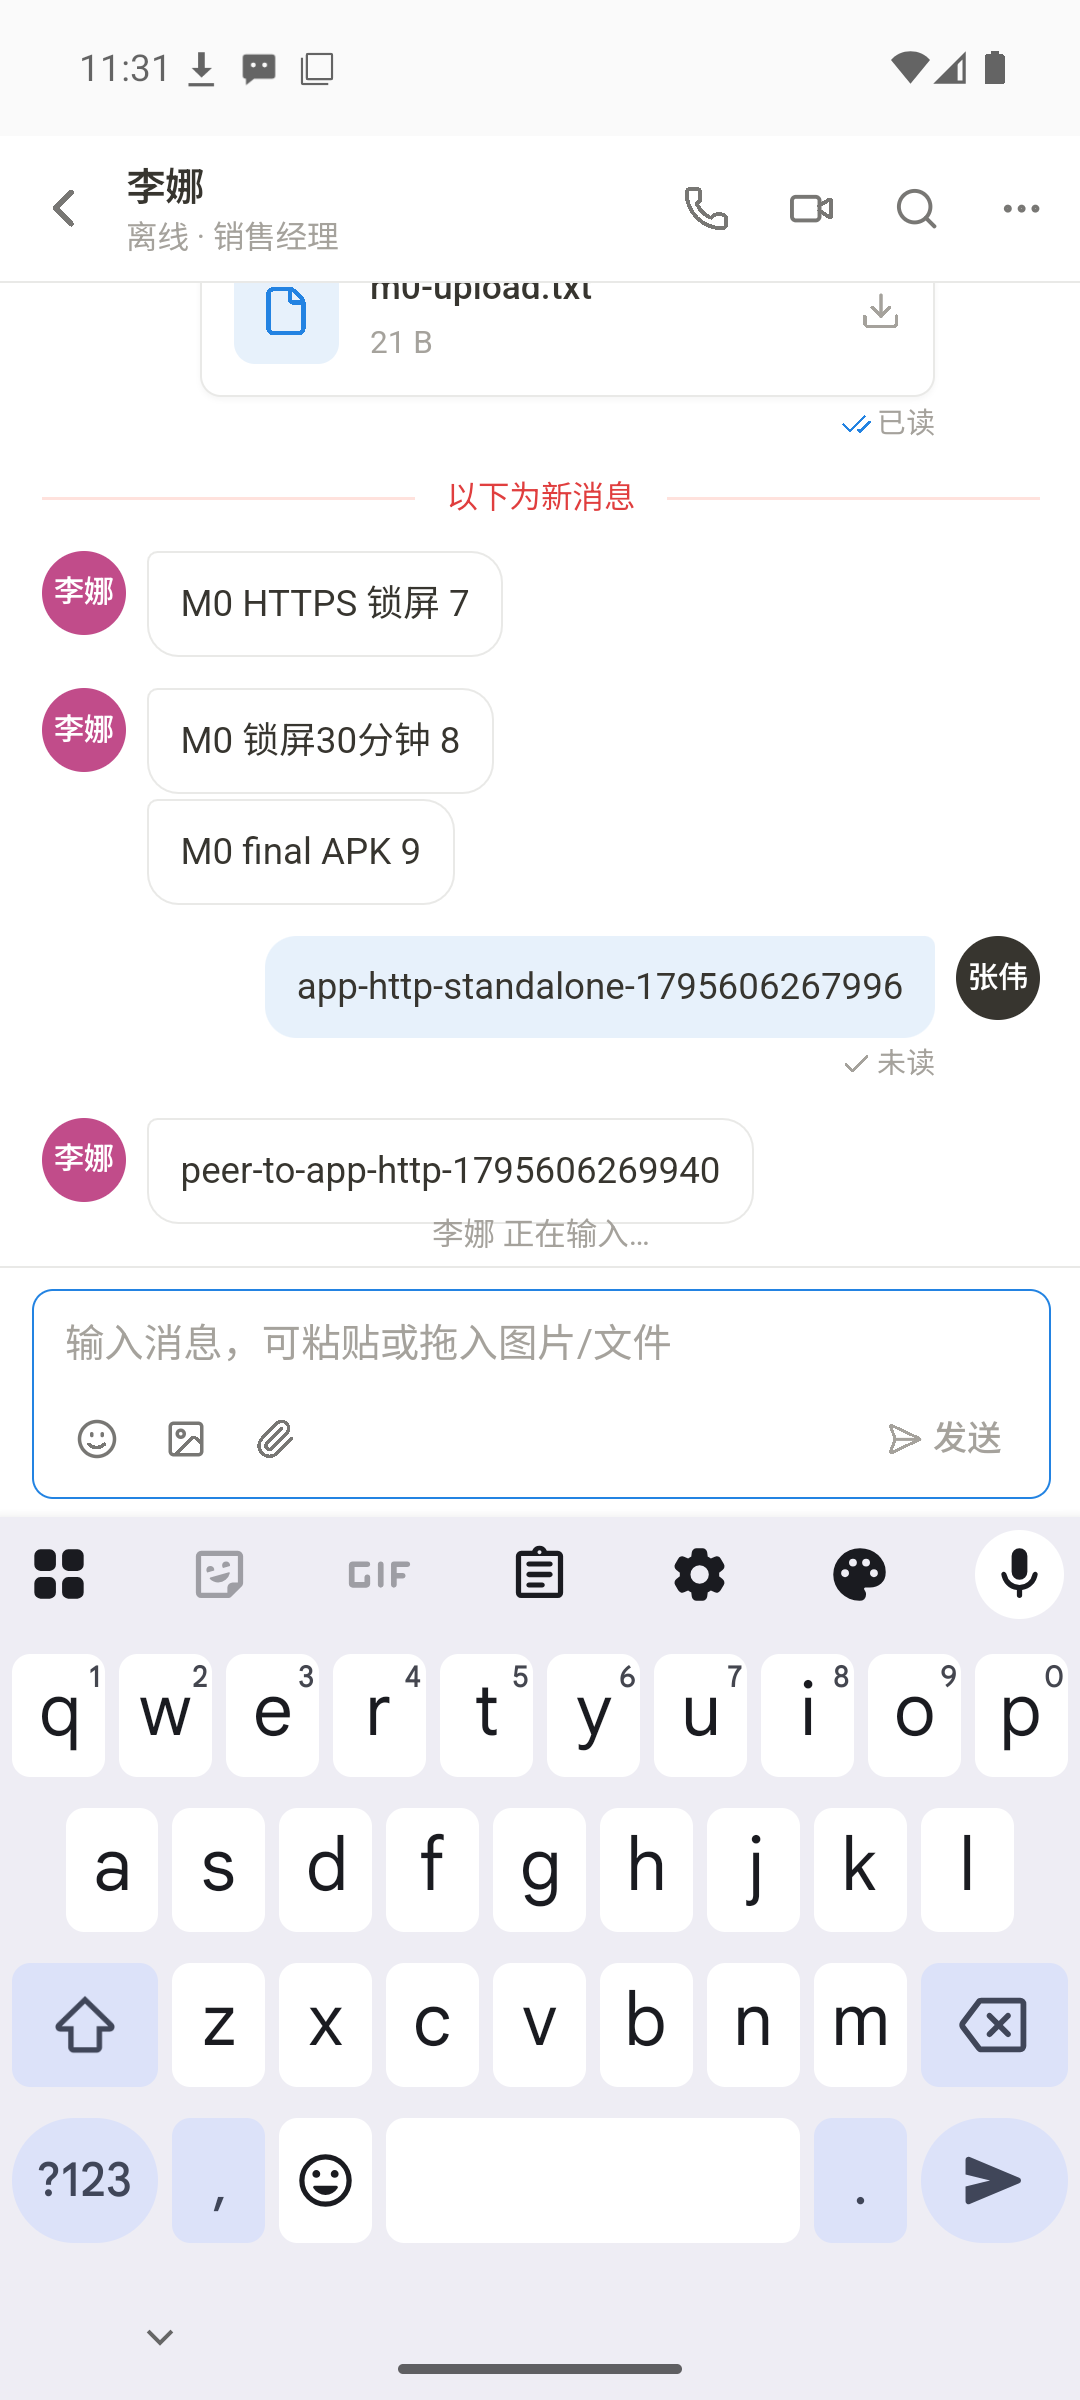 11:31
李娜
离线 · 销售经理
m0-upload.txt
21 B
已读
以下为新消息
李娜
M0 HTTPS 锁屏 7
李娜
M0 锁屏30分钟 8
M0 final APK 9
app-http-standalone-1795606267996
张伟
未读
李娜
peer-to-app-http-1795606269940
李娜 正在输入...
输入消息，可粘贴或拖入图片/文件
发送
GIF
q 1 w 2 e 3 r 4 t 5 y 6 u 7 i 8 o 9 p 0
a s d f g h j k l
z x c v b n m
?123 , .